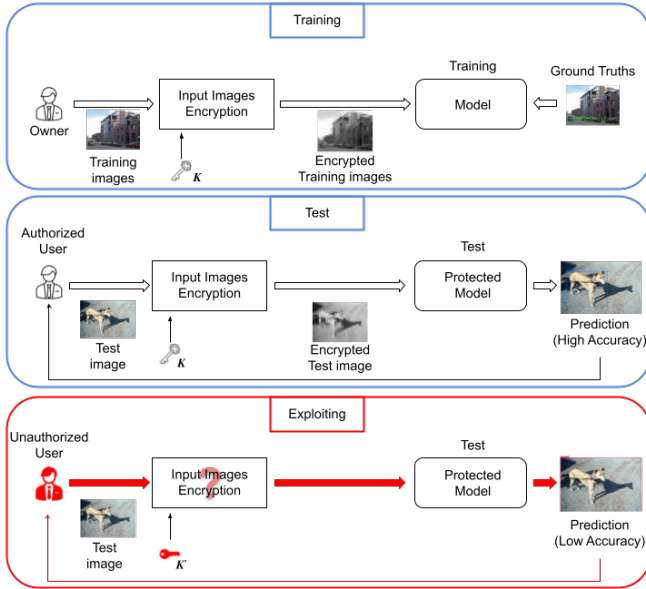 Training
Owner
Training
images
Input Images
Encryption
K
Encrypted
Training images
Training
Model
Ground Truths
Test
Authorized
User
Test
image
Input Images
Encryption
K
Encrypted
Test image
Test
Protected
Model
Prediction
(High Accuracy)
Exploiting
Unauthorized
User
Test
image
Input Images
Encryption
?
K'
Test
Protected
Model
Prediction
(Low Accuracy)